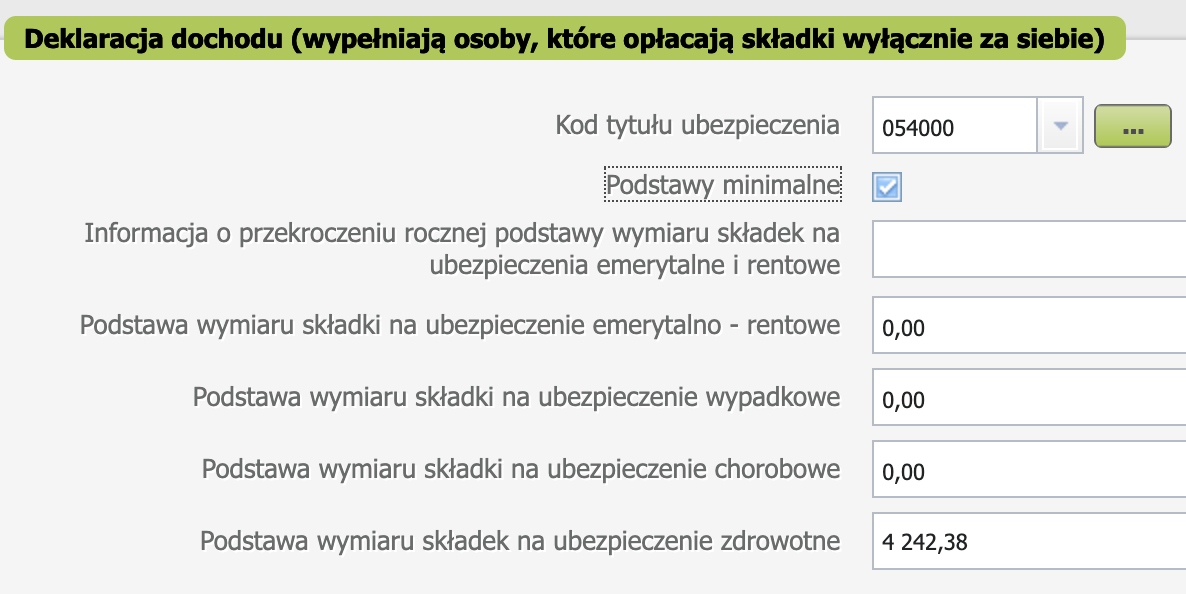 Deklaracja dochodu (wypełniają osoby, które opłacają składki wyłącznie za siebie)
Kod tytułu ubezpieczenia 054000 ...
Podstawy minimalne
Informacja o przekroczeniu rocznej podstawy wymiaru składek na
ubezpieczenia emerytalne i rentowe
Podstawa wymiaru składki na ubezpieczenie emerytalno - rentowe 0,00
Podstawa wymiaru składki na ubezpieczenie wypadkowe 0,00
Podstawa wymiaru składki na ubezpieczenie chorobowe 0,00
Podstawa wymiaru składek na ubezpieczenie zdrowotne 4 242,38